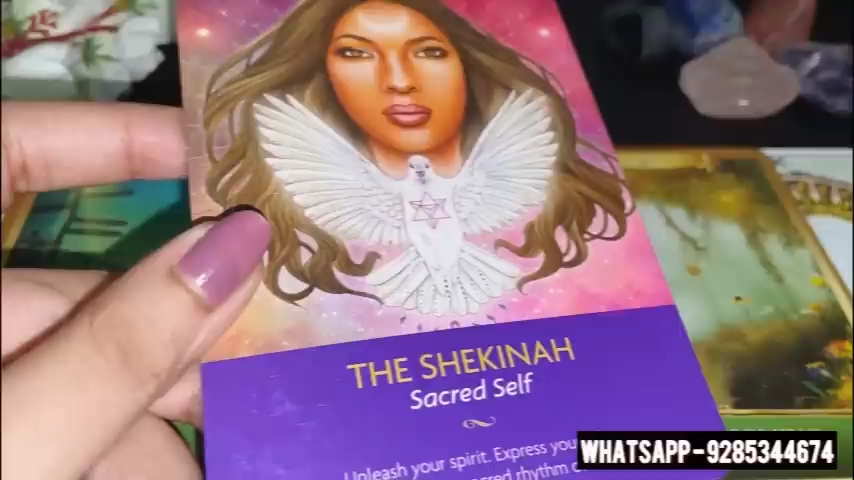 THE SHEKINAH
Sacred Self
Unleash your spirit. Express you
sacred rhythm
WHATSAPP-9285344674